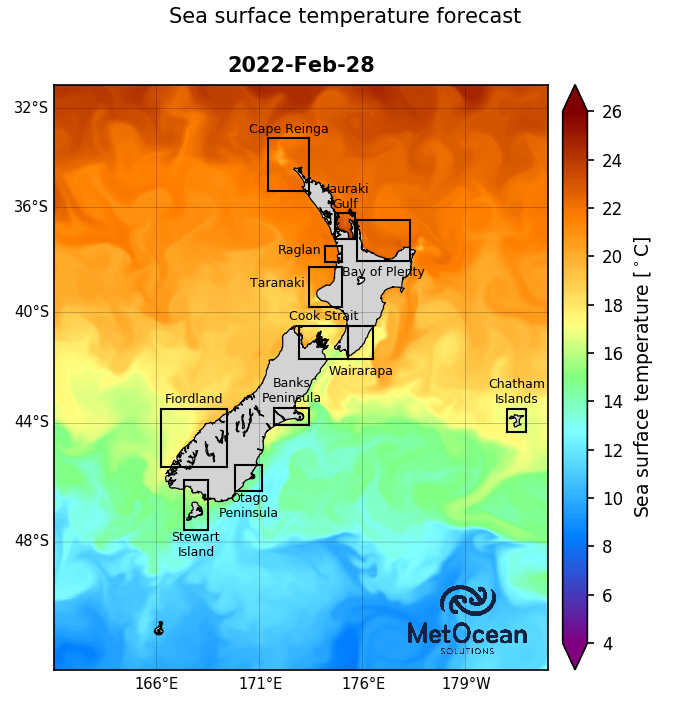 Sea surface temperature forecast
2022-Feb-28
32°S
36°S
40°S
44°S
48°S
166°E
171°E
176°E
179°W
Cape Reinga
Hauraki
Gulf
Raglan
Bay of Plenty
Taranaki
Cook Strait
Wairarapa
Banks
Peninsula
Fiordland
Chatham
Islands
Otago
Peninsula
Stewart
Island
MetOcean
SOLUTIONS
26
24
22
20
18
16
14
12
10
8
6
4
Sea surface temperature [°C]